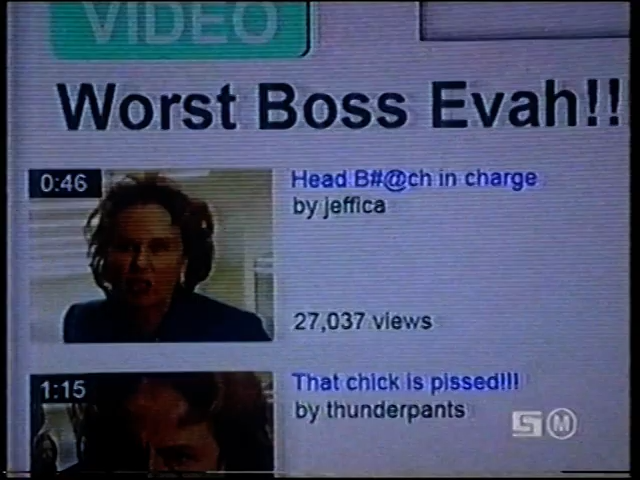 VIDEO
Worst Boss Evah!!
0:46
Head B#@ch in charge
by jeffica
27,037 views
1:15
That chick is pissed!!!
by thunderpants
S M